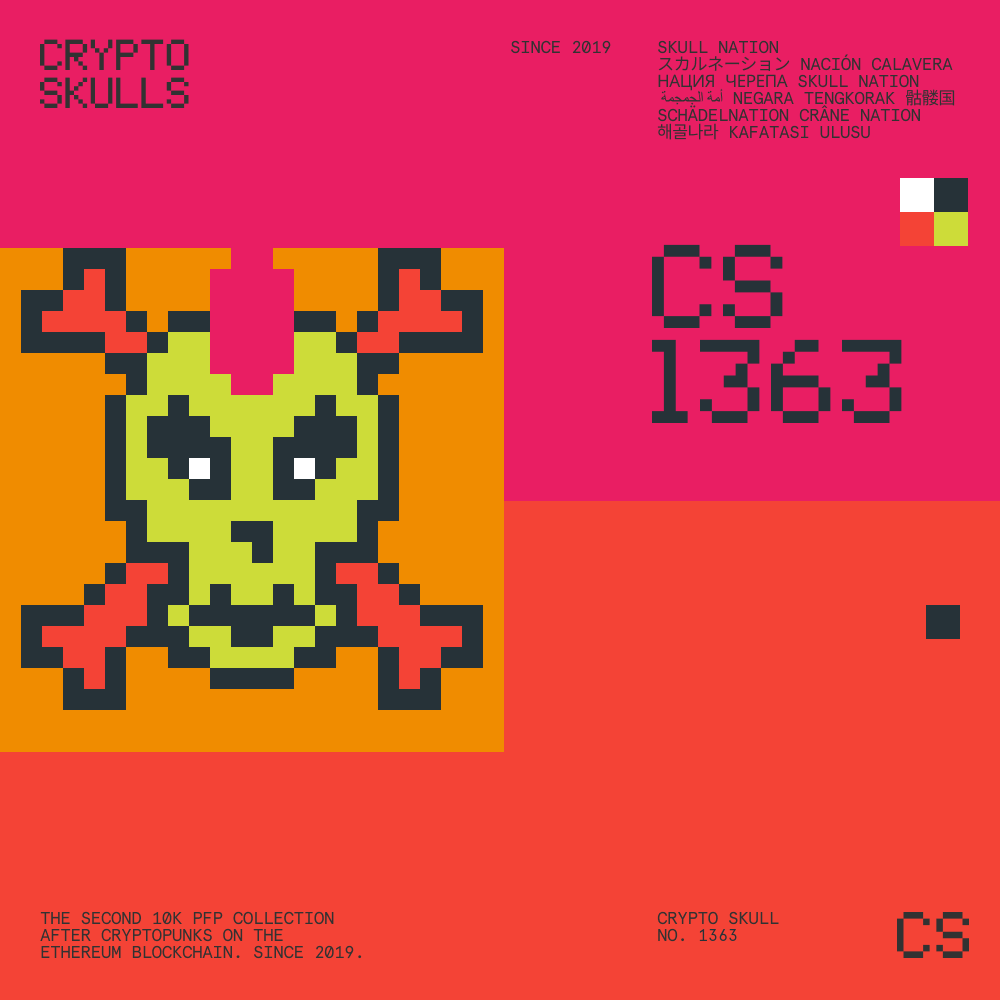 CRYPTO
SKULLS
SINCE 2019
SKULL NATION
スカルネーション NACIÓN CALAVERA
НАЦИЯ ЧЕРЕПА SKULL NATION
أمة الجمجمة NEGARA TENGKORAK 骷髅国
SCHÄDELNATION CRÂNE NATION
해골나라 KAFATASI ULUSU
CS
1363
THE SECOND 10K PFP COLLECTION
AFTER CRYPTOPUNKS ON THE
ETHEREUM BLOCKCHAIN. SINCE 2019.
CRYPTO SKULL
NO. 1363
CS